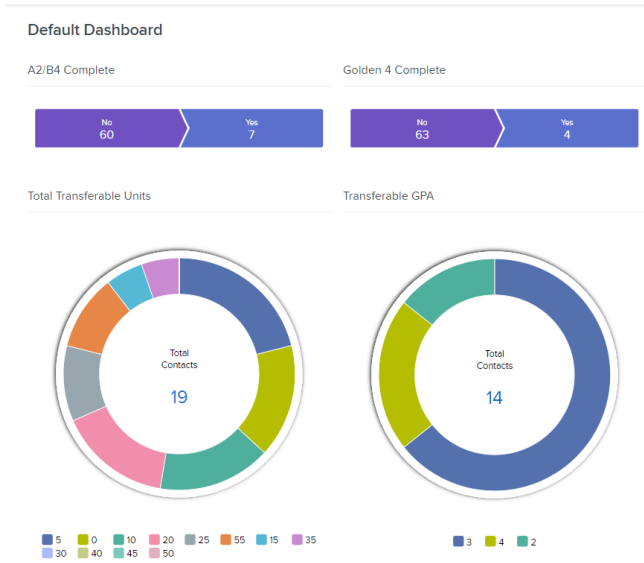 Default Dashboard
A2/B4 Complete
Golden 4 Complete
No
60
Yes
7
No
63
Yes
4
Total Transferable Units
Transferable GPA
Total
Contacts
19
Total
Contacts
14
5 0 10 20 25 55 15 35
30 40 45 50
3 4 2